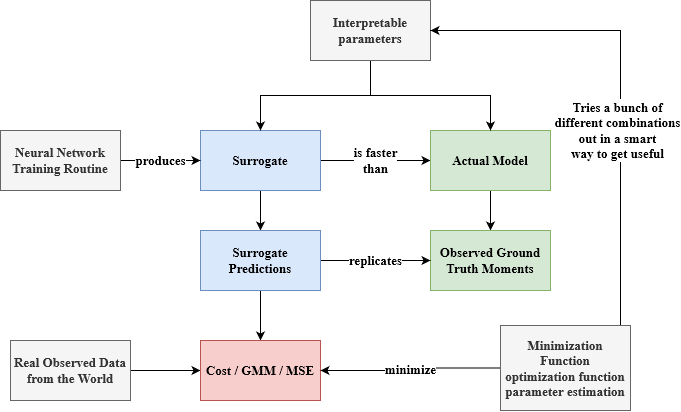 Interpretable
parameters
Tries a bunch of
different combinations
out in a smart
way to get useful
Neural Network
Training Routine
produces
Surrogate
is faster
than
Actual Model
Surrogate
Predictions
replicates
Observed Ground
Truth Moments
Real Observed Data
from the World
Cost / GMM / MSE
minimize
Minimization
Function
optimization function
parameter estimation